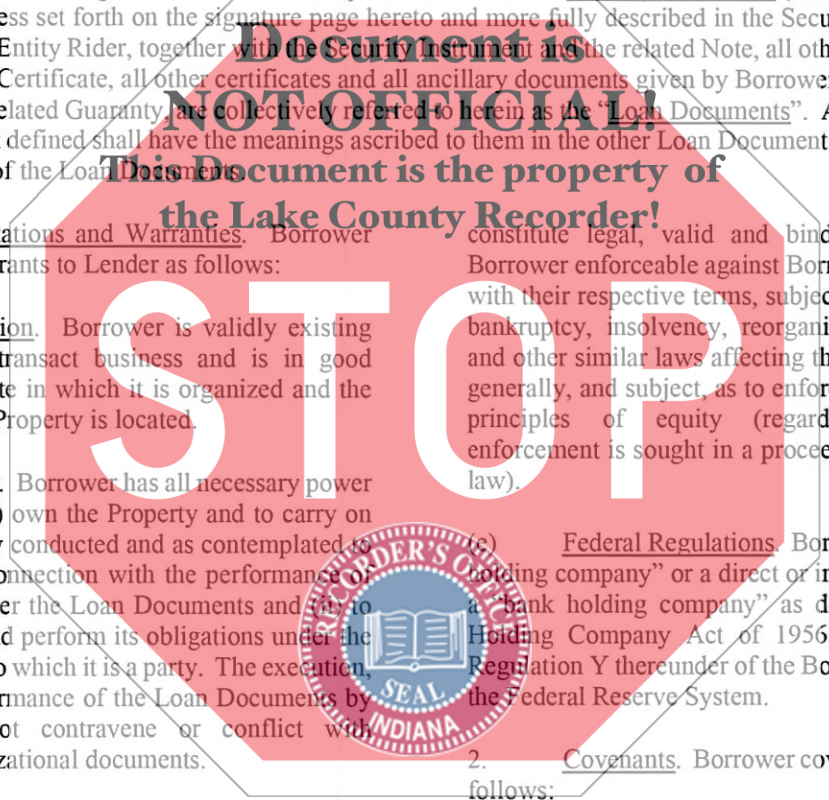 ess set forth on the signature page hereto and more fully described in the Secu
Entity Rider, together with the Security Instrument and the related Note, all oth
Certificate, all other certificates and all ancillary documents given by Borrowe
elated Guaranty, are collectively referred to herein as the “Loan Documents”. A
defined shall have the meanings ascribed to them in the other Loan Document
of the Loan Documents.
Document is
NOT OFFICIAL!
This Document is the property of
the Lake County Recorder!
STOP
ations and Warranties. Borrower
rants to Lender as follows:
ion. Borrower is validly existing
transact business and is in good
te in which it is organized and the
Property is located.
. Borrower has all necessary power
) own the Property and to carry on
y conducted and as contemplated to
onnection with the performance of
er the Loan Documents and (ii) to
d perform its obligations under the
o which it is a party. The execution,
rmance of the Loan Documents by
ot contravene or conflict with
zational documents.
constitute legal, valid and bind
Borrower enforceable against Borr
with their respective terms, subjec
bankruptcy, insolvency, reorgani
and other similar laws affecting th
generally, and subject, as to enfor
principles of equity (regard
enforcement is sought in a procee
law).
(e) Federal Regulations. Bor
holding company” or a direct or in
a “bank holding company” as d
Holding Company Act of 1956,
Regulation Y thereunder of the Bo
the Federal Reserve System.
2. Covenants. Borrower cov
follows:
RECORDER'S OFFICE
SEAL
INDIANA